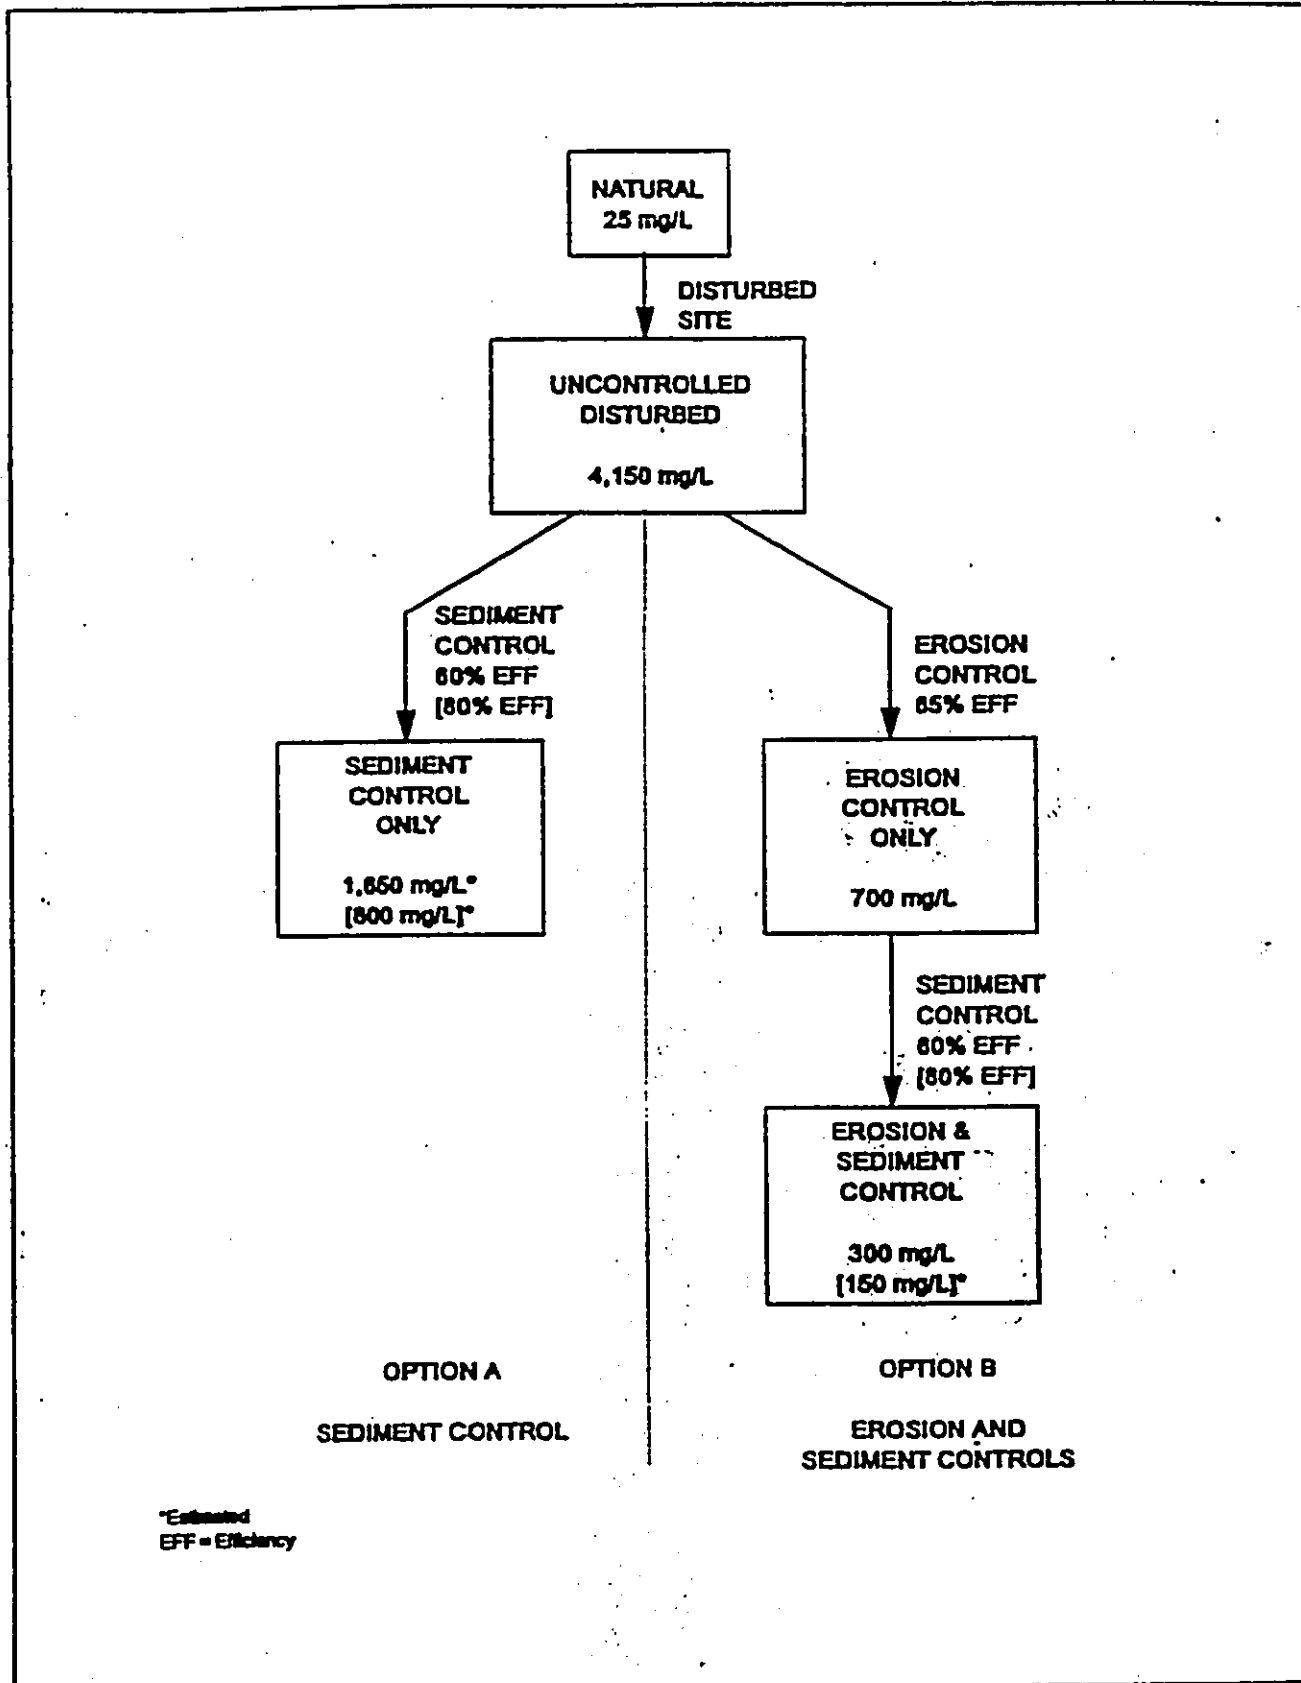 NATURAL
25 mg/L
DISTURBED
SITE
UNCONTROLLED
DISTURBED
4,150 mg/L
SEDIMENT
CONTROL
60% EFF
[80% EFF]
SEDIMENT
CONTROL
ONLY
1,650 mg/L*
[800 mg/L]*
EROSION
CONTROL
85% EFF
EROSION
CONTROL
ONLY
700 mg/L
SEDIMENT
CONTROL
60% EFF
[80% EFF]
EROSION &
SEDIMENT
CONTROL
300 mg/L
[150 mg/L]*
OPTION A
SEDIMENT CONTROL
OPTION B
EROSION AND
SEDIMENT CONTROLS
*Estimated
EFF = Efficiency